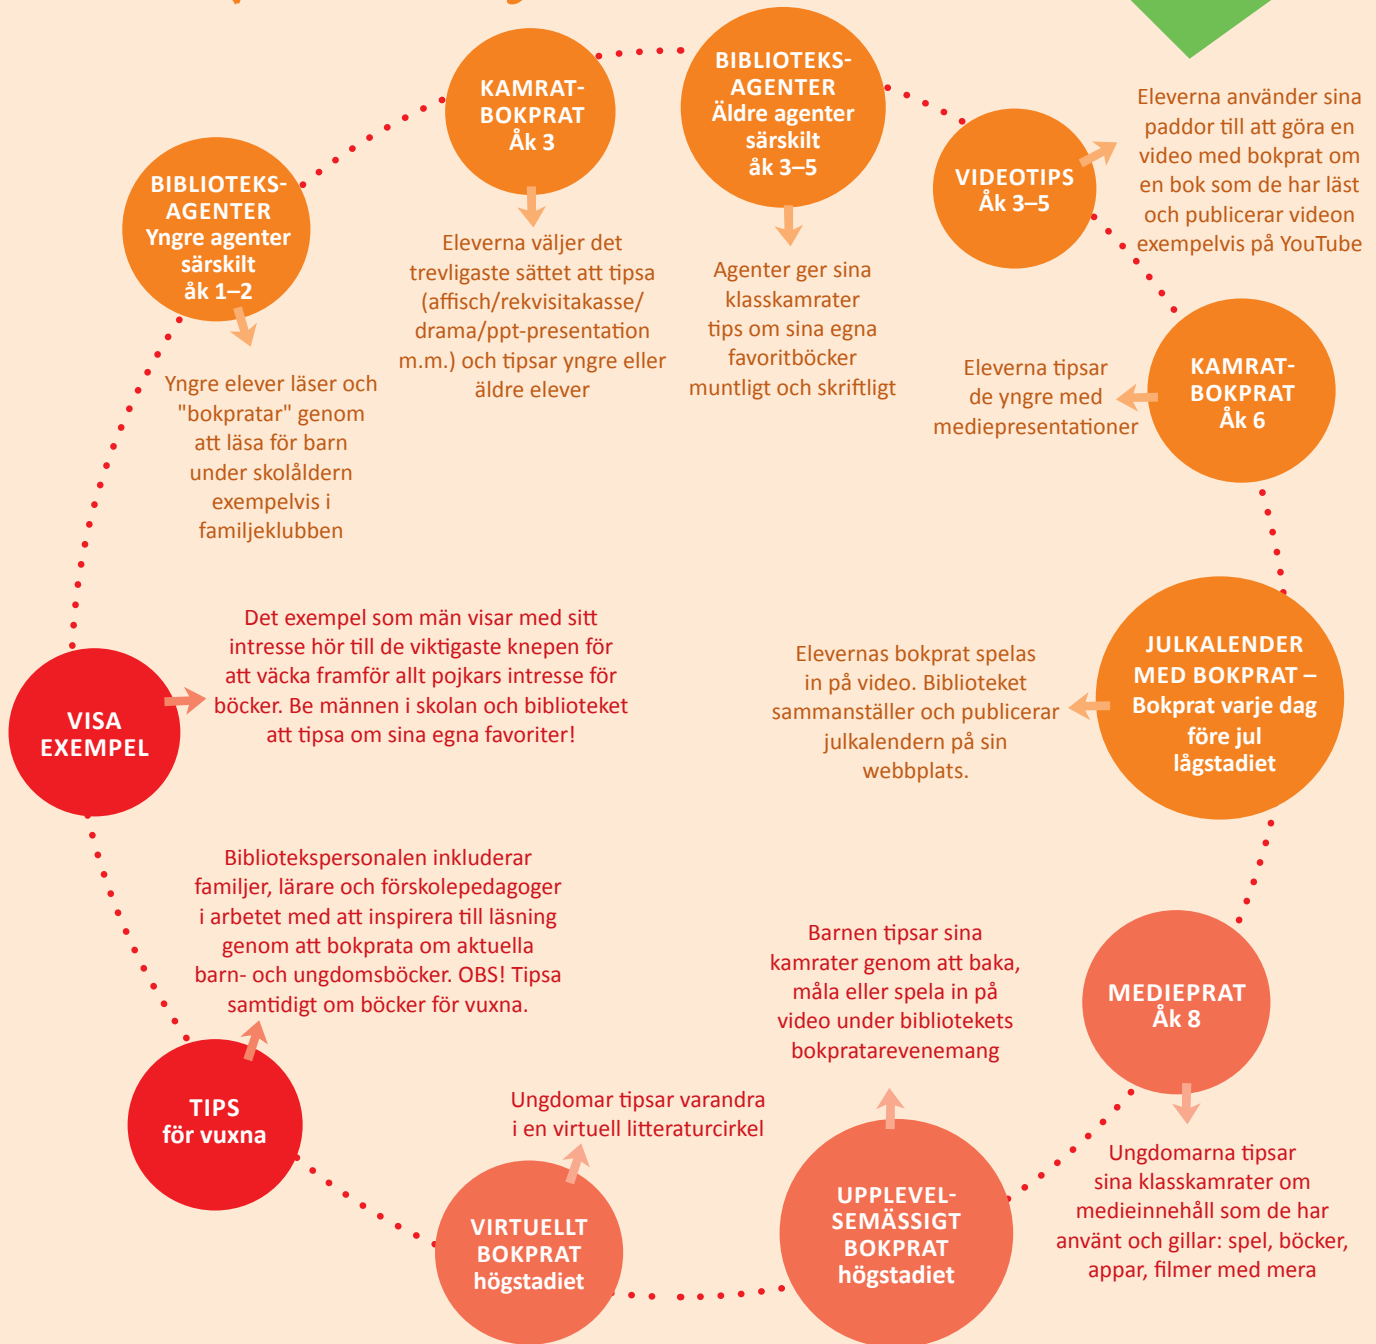 BIBLIOTEKS-
AGENTER
Yngre agenter
särskilt
åk 1–2
Yngre elever läser och
"bokpratar" genom
att läsa för barn
under skolåldern
exempelvis i
familjeklubben
KAMRAT-
BOKPRAT
Åk 3
Eleverna väljer det
trevligaste sättet att tipsa
(affisch/rekvisitakasse/
drama/ppt-presentation
m.m.) och tipsar yngre eller
äldre elever
BIBLIOTEKS-
AGENTER
Äldre agenter
särskilt
åk 3–5
Agenter ger sina
klasskamrater
tips om sina egna
favoritböcker
muntligt och skriftligt
VIDEOTIPS
Åk 3–5
Eleverna använder sina
paddor till att göra en
video med bokprat om
en bok som de har läst
och publicerar videon
exempelvis på YouTube
KAMRAT-
BOKPRAT
Åk 6
Eleverna tipsar
de yngre med
mediepresentationer
JULKALENDER
MED BOKPRAT –
Bokprat varje dag
före jul
lågstadiet
Elevernas bokprat spelas
in på video. Biblioteket
sammanställer och publicerar
julkalendern på sin
webbplats.
MEDIEPRAT
Åk 8
Ungdomarna tipsar
sina klasskamrater om
medieinnehåll som de har
använt och gillar: spel, böcker,
appar, filmer med mera
UPPLEVEL-
SEMÄSSIGT
BOKPRAT
högstadiet
Barnen tipsar sina
kamrater genom att baka,
måla eller spela in på
video under bibliotekets
bokpratarevenemang
VIRTUELLT
BOKPRAT
högstadiet
Ungdomar tipsar varandra
i en virtuell litteraturcirkel
TIPS
för vuxna
Bibliotekspersonalen inkluderar
familjer, lärare och förskolepedagoger
i arbetet med att inspirera till läsning
genom att bokprata om aktuella
barn- och ungdomsböcker. OBS! Tipsa
samtidigt om böcker för vuxna.
VISA
EXEMPEL
Det exempel som män visar med sitt
intresse hör till de viktigaste knepen för
att väcka framför allt pojkars intresse för
böcker. Be männen i skolan och biblioteket
att tipsa om sina egna favoriter!